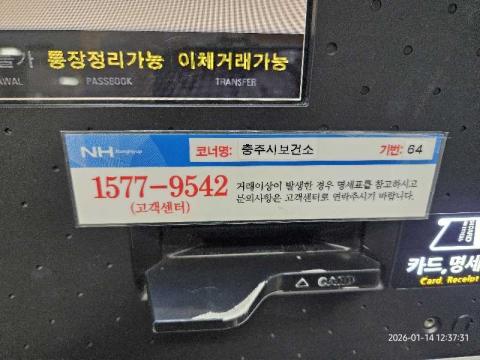 통장정리가능 이체거래가능
AWAL PASSBOOK TRANSFER
NH NongHyup 코너명: 충주시보건소 기번: 64
1577-9542 거래이상이 발생한 경우 명세표를 참고하시고
(고객센터) 문의사항은 고객센터로 연락주시기 바랍니다.
카드,명세
Card, Receipt
CARD
2026-01-14 12:37:31